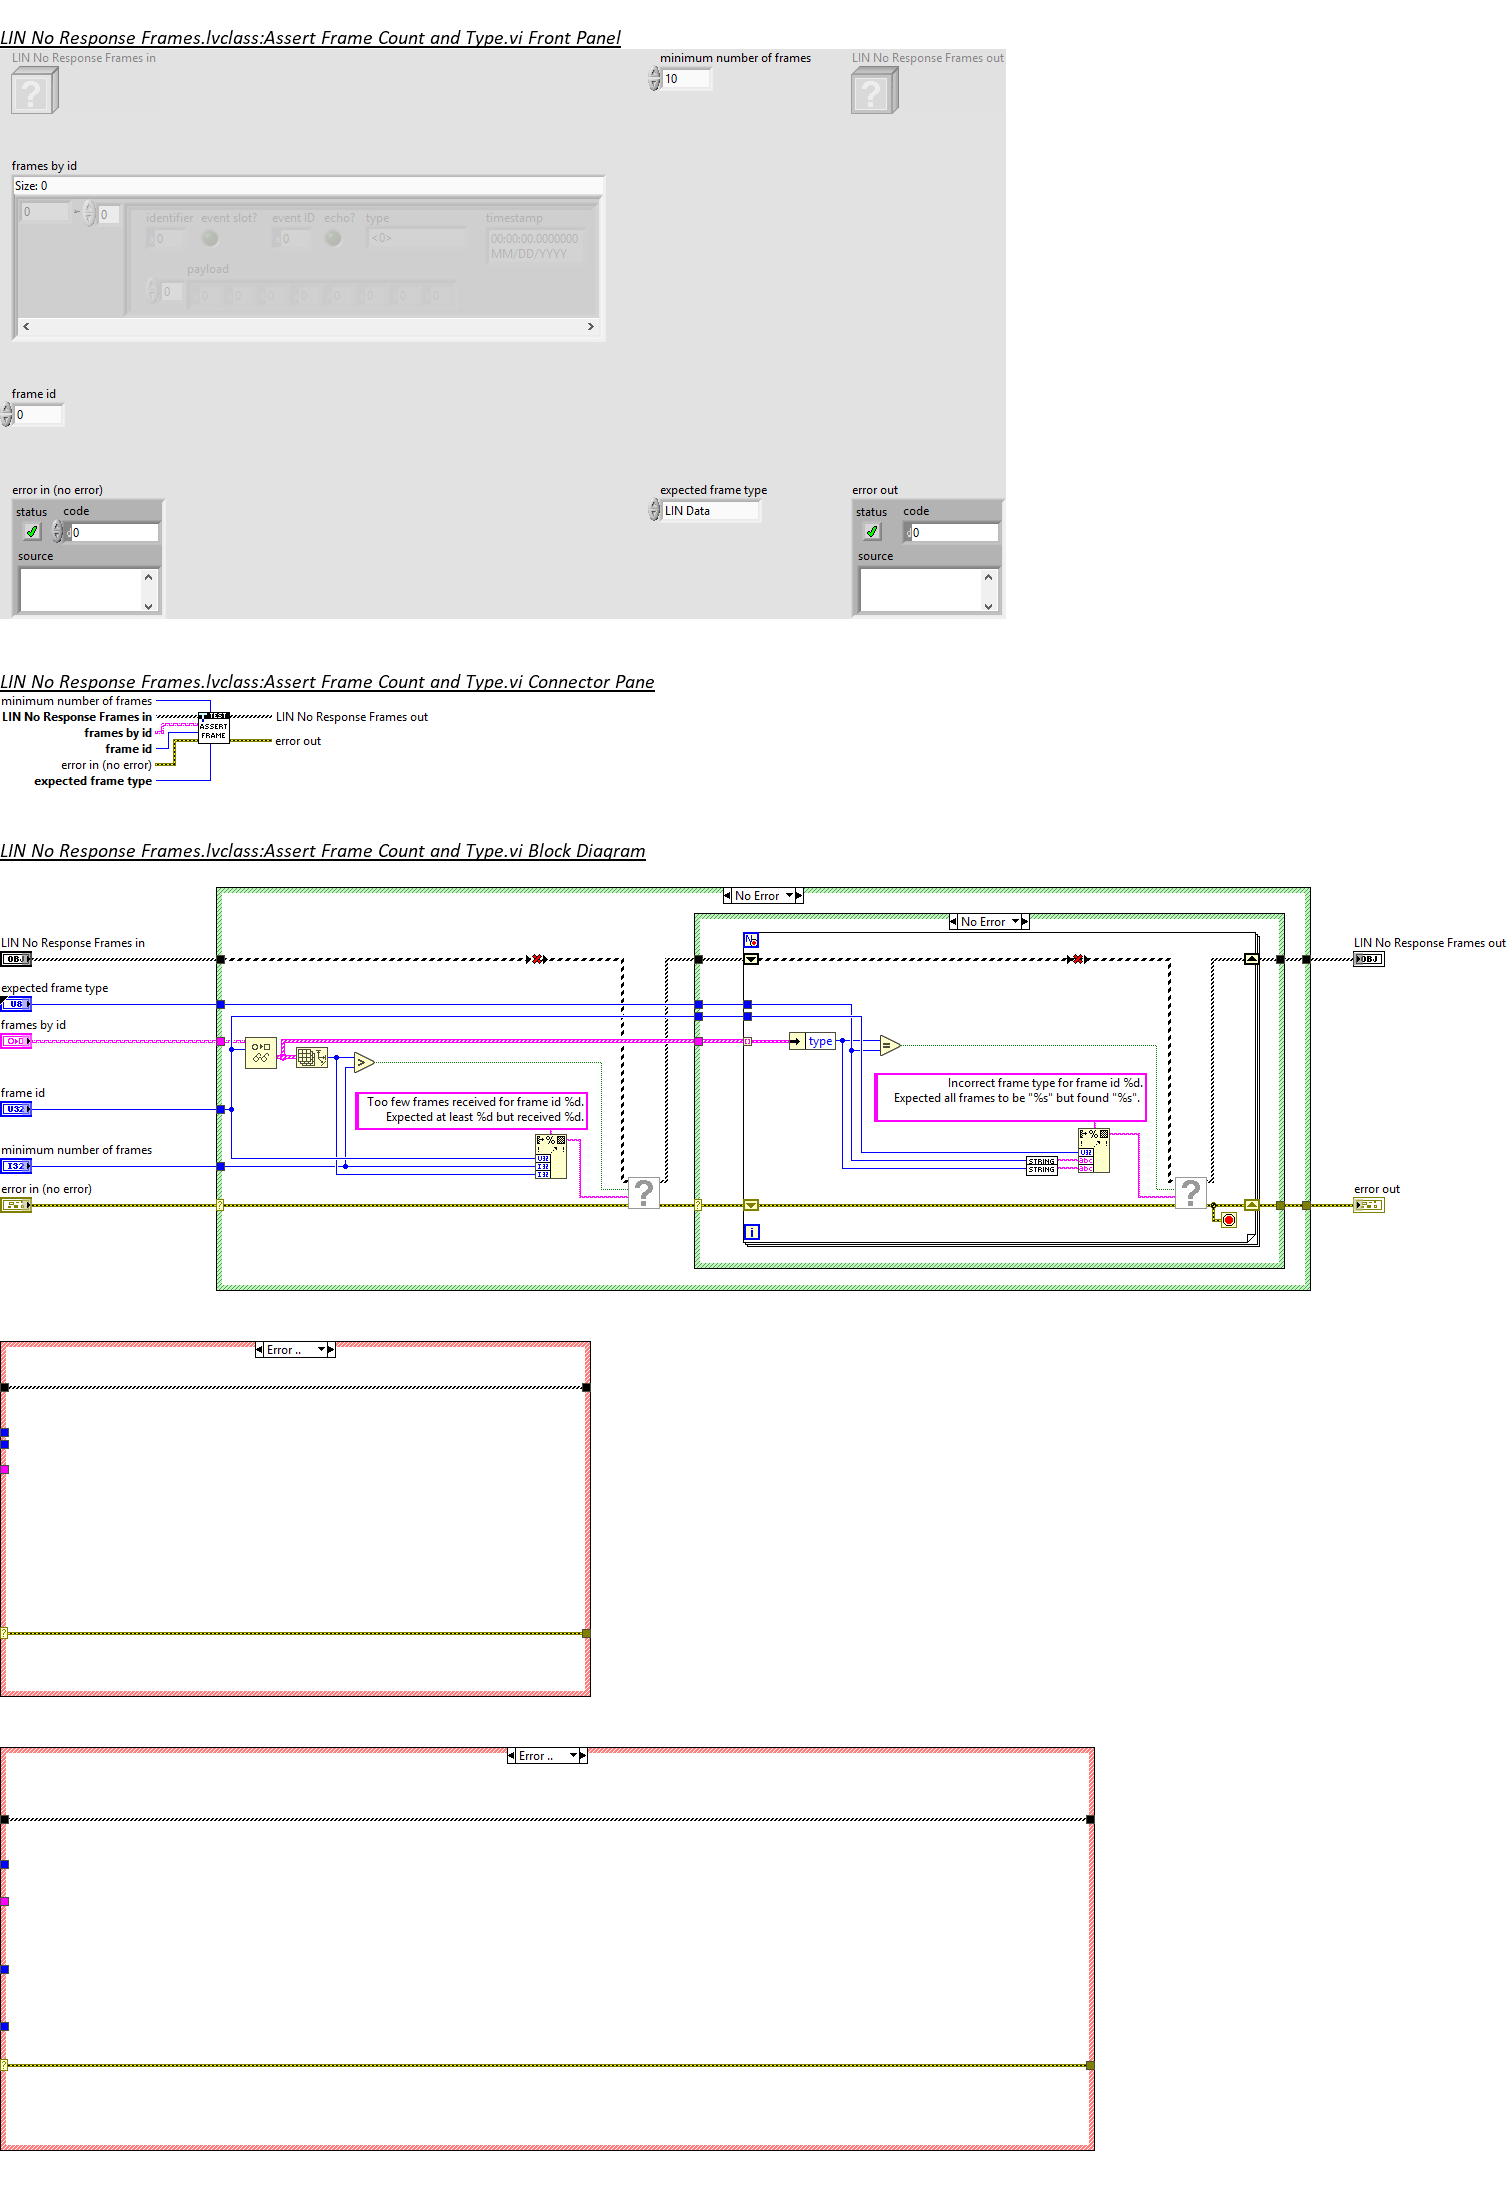 LIN No Response Frames.lvclass:Assert Frame Count and Type.vi Front Panel
LIN No Response Frames in
minimum number of frames
LIN No Response Frames out
10
frames by id
Size: 0
0
0
identifier event slot? event ID echo? type timestamp
0
0
<0>
00:00:00.0000000
MM/DD/YYYY
payload
0
0 0 0 0 0 0 0 0
frame id
0
error in (no error)
status code
0
source
expected frame type
LIN Data
error out
status code
0
source
LIN No Response Frames.lvclass:Assert Frame Count and Type.vi Connector Pane
minimum number of frames
LIN No Response Frames in
frames by id
frame id
error in (no error)
expected frame type
TEST
ASSERT
FRAME
LIN No Response Frames out
error out
LIN No Response Frames.lvclass:Assert Frame Count and Type.vi Block Diagram
No Error
No Error
LIN No Response Frames in
OBJ
expected frame type
U8
frames by id
frame id
U32
minimum number of frames
I32
error in (no error)
Too few frames received for frame id %d.
Expected at least %d but received %d.
U32
I32
I32
?
N
type
=
>
Incorrect frame type for frame id %d.
Expected all frames to be "%s" but found "%s".
U32
abc
abc
STRING
STRING
?
i
LIN No Response Frames out
OBJ
error out
Error ..
Error ..